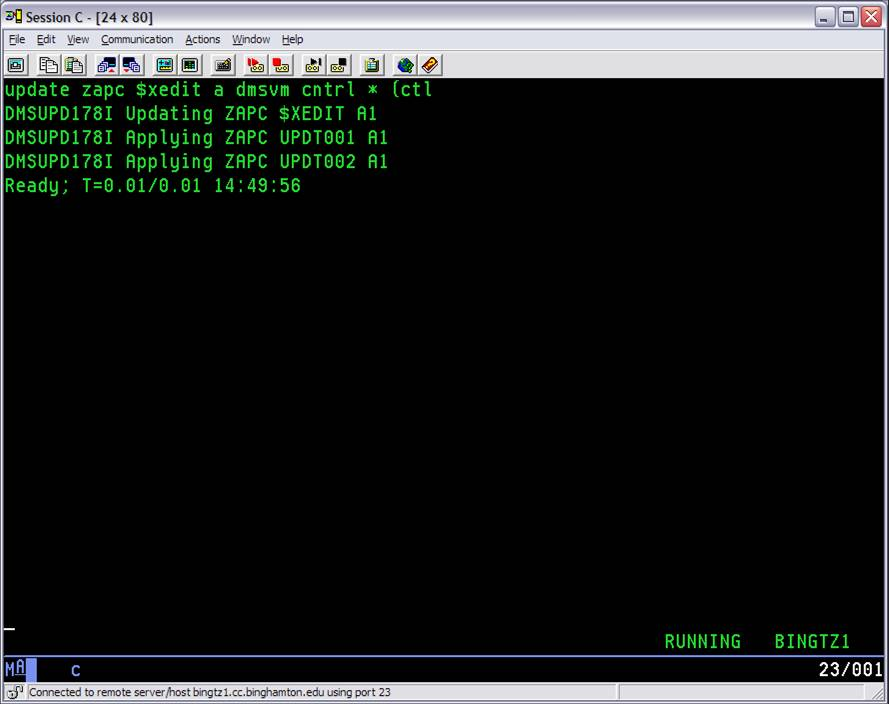 Session C - [24 x 80]
File Edit View Communication Actions Window Help
update zapc $xedit a dmsvm cntrl * (ctl
DMSUPD178I Updating ZAPC $XEDIT A1
DMSUPD178I Applying ZAPC UPDT001 A1
DMSUPD178I Applying ZAPC UPDT002 A1
Ready; T=0.01/0.01 14:49:56
RUNNING BINGTZ1
MA c 23/001
Connected to remote server/host bingtz1.cc.binghamton.edu using port 23